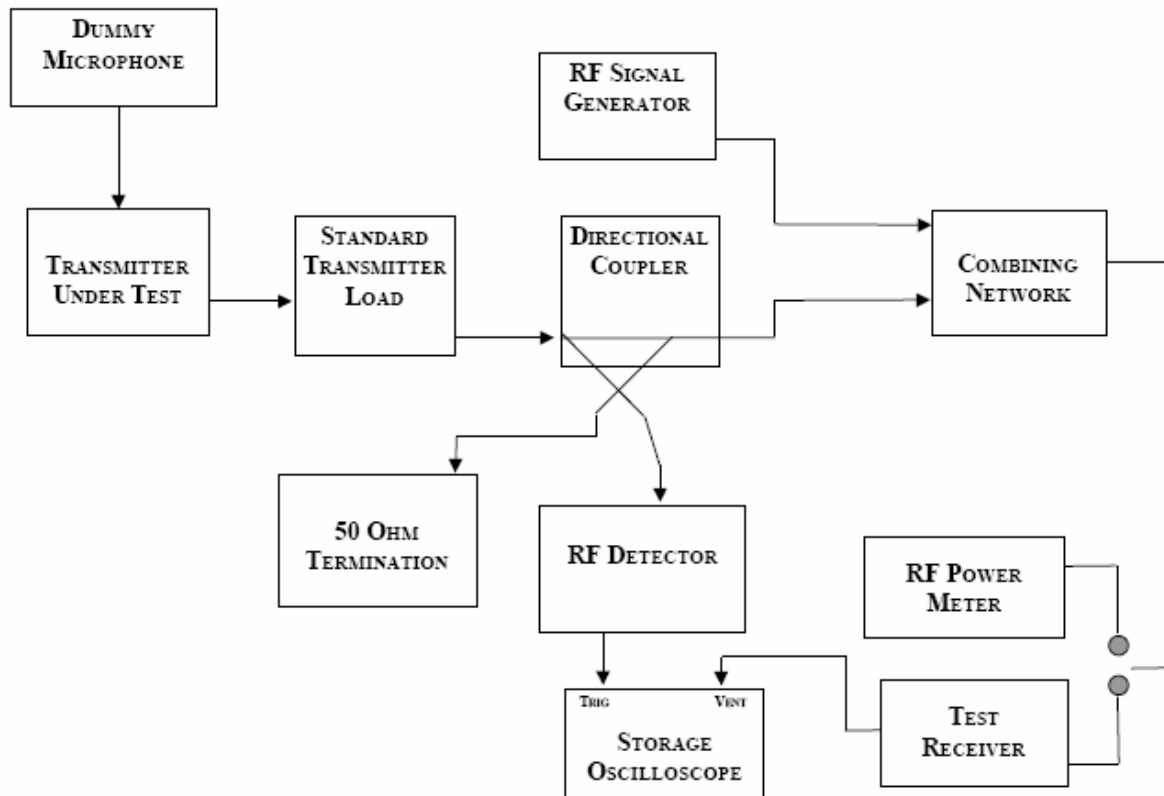 DUMMY
MICROPHONE
RF SIGNAL
GENERATOR
TRANSMITTER
UNDER TEST
STANDARD
TRANSMITTER
LOAD
DIRECTIONAL
COUPLER
COMBINING
NETWORK
50 OHM
TERMINATION
RF DETECTOR
RF POWER
METER
TRIG
VENT
STORAGE
OSCILLOSCOPE
TEST
RECEIVER